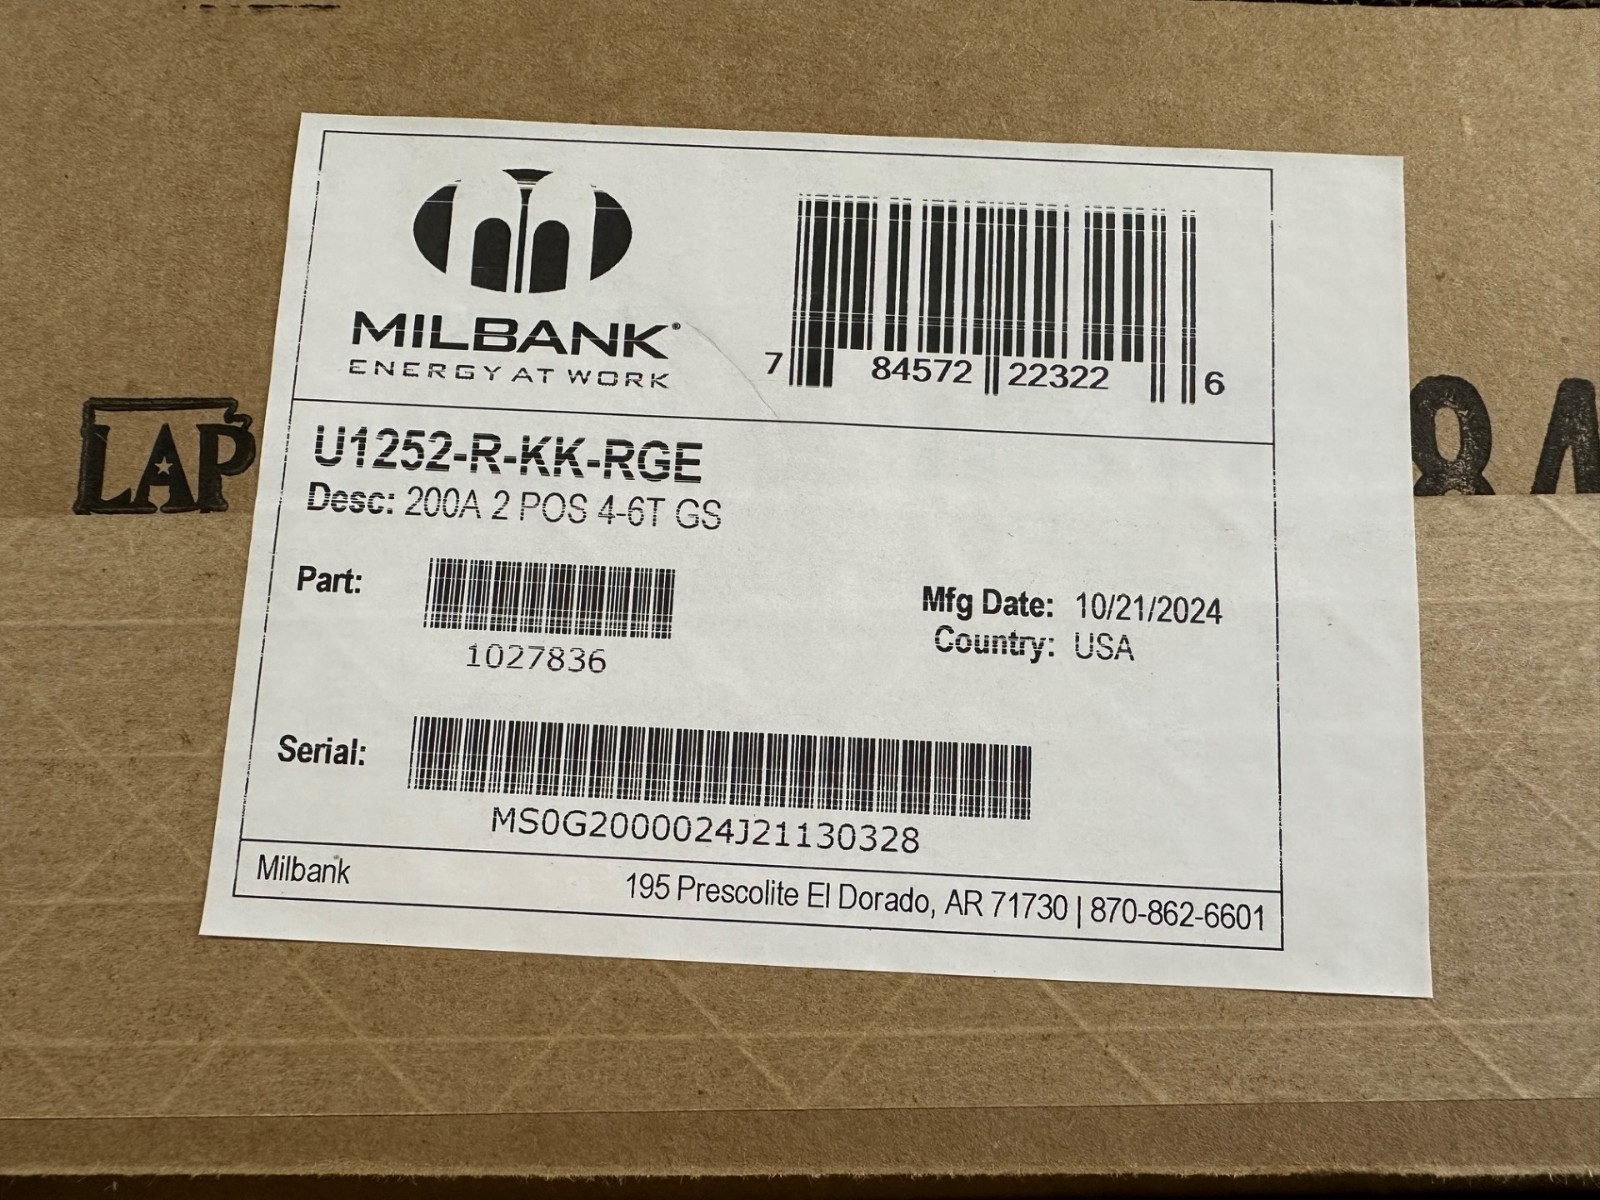 MILBANK®
ENERGY AT WORK
7 84572 22322 6
LAP
U1252-R-KK-RGE
Desc: 200A 2 POS 4-6T GS
Part:
1027836
Mfg Date: 10/21/2024
Country: USA
Serial:
MS0G2000024J21130328
Milbank
195 Prescolite El Dorado, AR 71730 | 870-862-6601